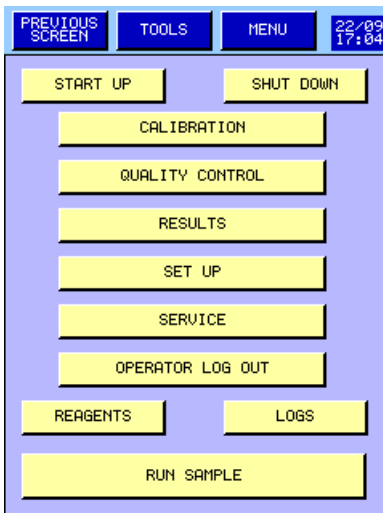 PREVIOUS SCREEN
TOOLS
MENU
22/09
17:04
START UP
SHUT DOWN
CALIBRATION
QUALITY CONTROL
RESULTS
SET UP
SERVICE
OPERATOR LOG OUT
REAGENTS
LOGS
RUN SAMPLE